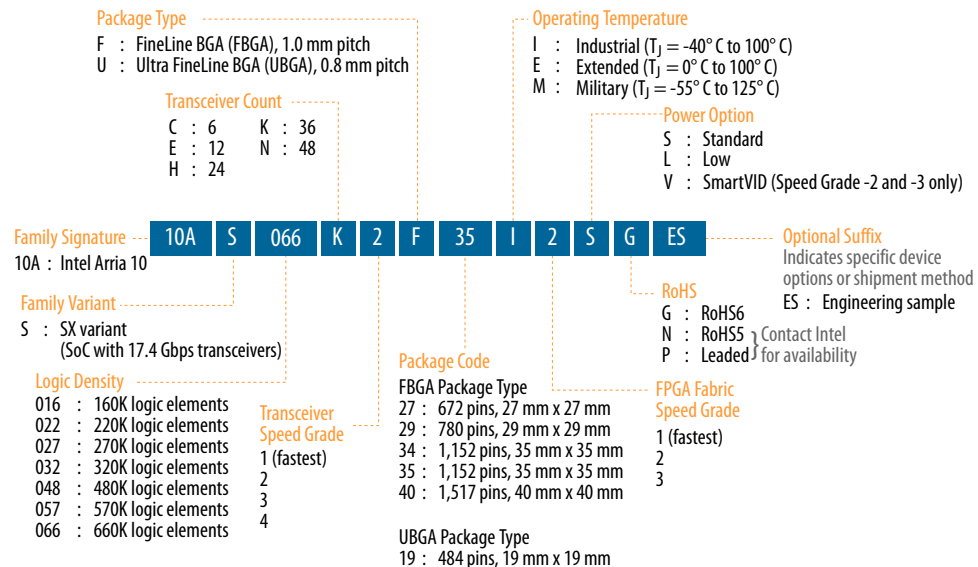 Package Type
F : FineLine BGA (FBGA), 1.0 mm pitch
U : Ultra FineLine BGA (UBGA), 0.8 mm pitch
Operating Temperature
I : Industrial (TJ = -40° C to 100° C)
E : Extended (TJ = 0° C to 100° C)
M : Military (TJ = -55° C to 125° C)
Transceiver Count
C : 6 K : 36
E : 12 N : 48
H : 24
Power Option
S : Standard
L : Low
V : SmartVID (Speed Grade -2 and -3 only)
10A S 066 K 2 F 35 I 2 S G ES
Family Signature
10A : Intel Arria 10
Optional Suffix
Indicates specific device
options or shipment method
ES : Engineering sample
Family Variant
S : SX variant
(SoC with 17.4 Gbps transceivers)
RoHS
G : RoHS6
N : RoHS5
P : Leaded
} Contact Intel
for availability
Logic Density
016 : 160K logic elements
022 : 220K logic elements
027 : 270K logic elements
032 : 320K logic elements
048 : 480K logic elements
057 : 570K logic elements
066 : 660K logic elements
Transceiver
Speed Grade
1 (fastest)
2
3
4
Package Code
FBGA Package Type
27 : 672 pins, 27 mm x 27 mm
29 : 780 pins, 29 mm x 29 mm
34 : 1,152 pins, 35 mm x 35 mm
35 : 1,152 pins, 35 mm x 35 mm
40 : 1,517 pins, 40 mm x 40 mm
UBGA Package Type
19 : 484 pins, 19 mm x 19 mm
FPGA Fabric
Speed Grade
1 (fastest)
2
3